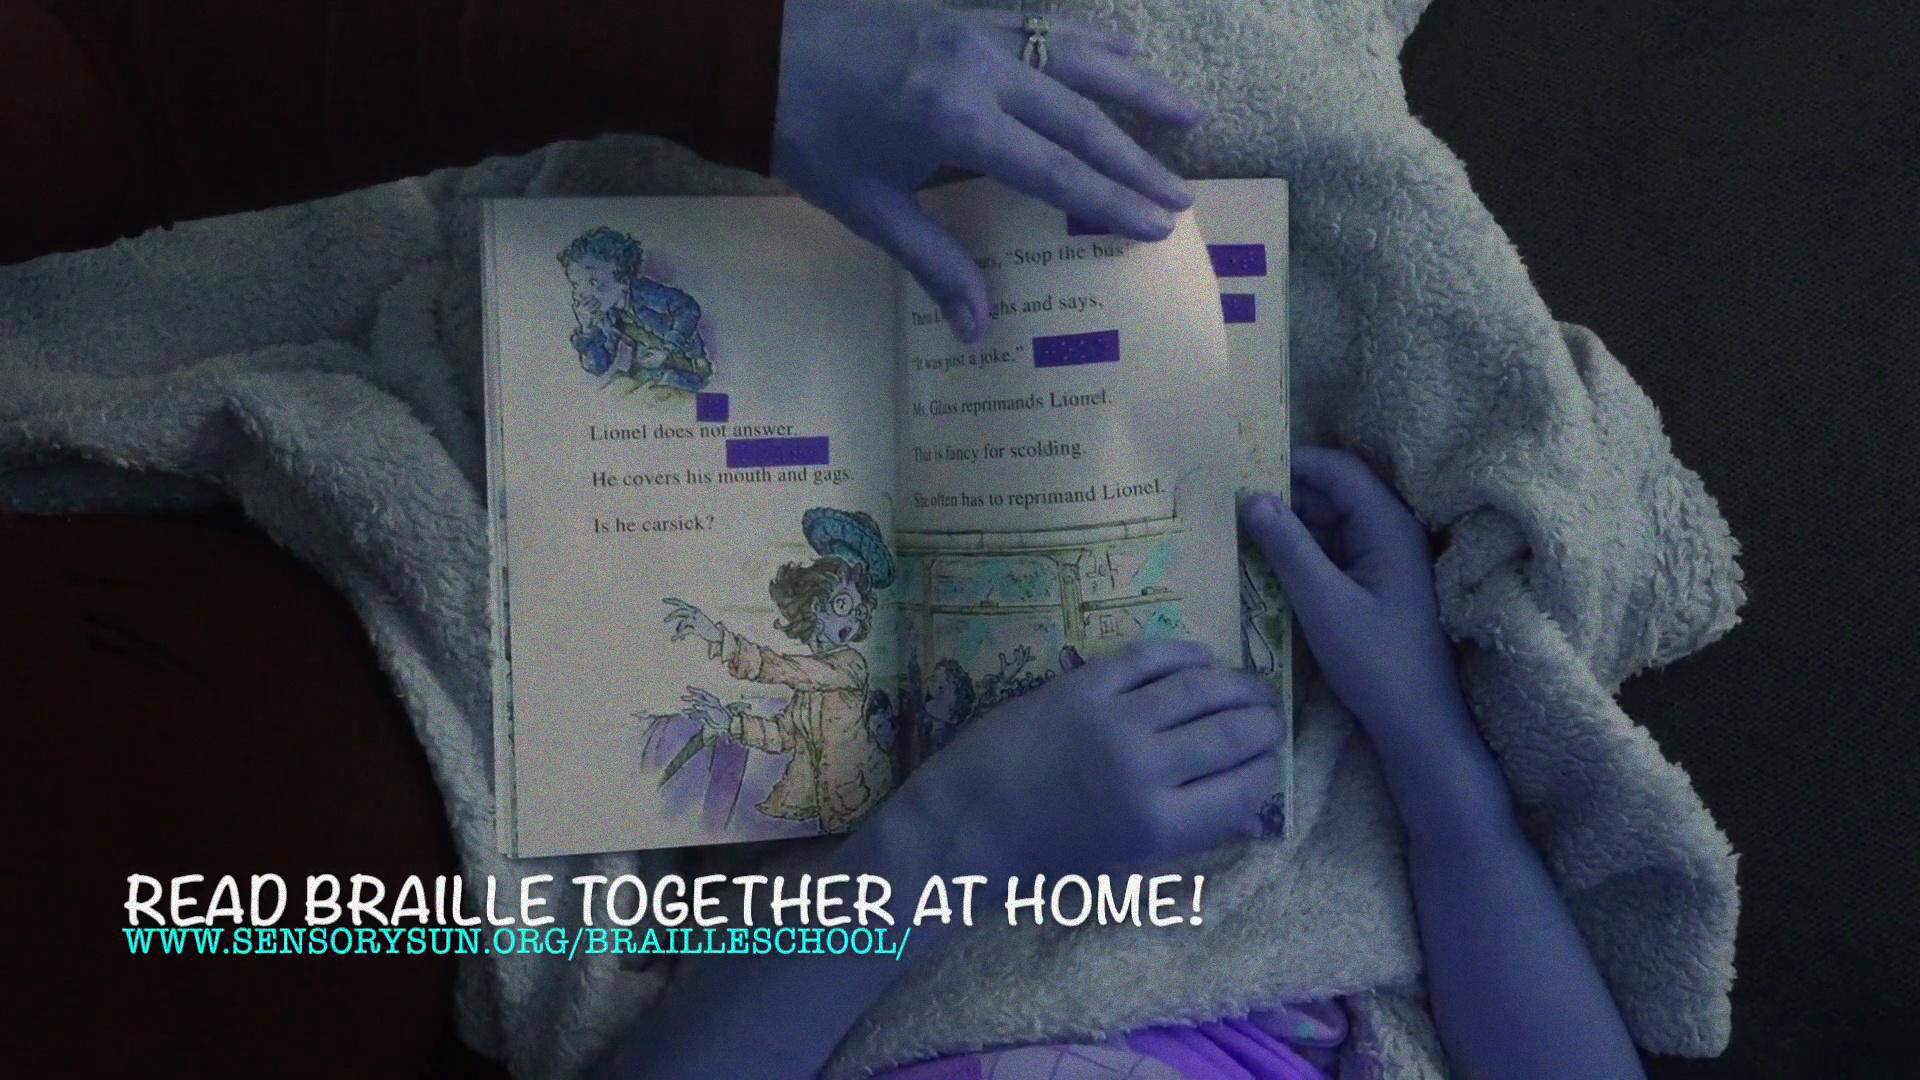 Lionel does not answer.
He covers his mouth and gags.
Is he carsick?
"Stop the bus
and says,
"It was just a joke."
Ms. Glass reprimands Lionel.
That is fancy for scolding.
She often has to reprimand Lionel.
READ BRAILLE TOGETHER AT HOME!
WWW.SENSORYSUN.ORG/BRAILLESCHOOL/